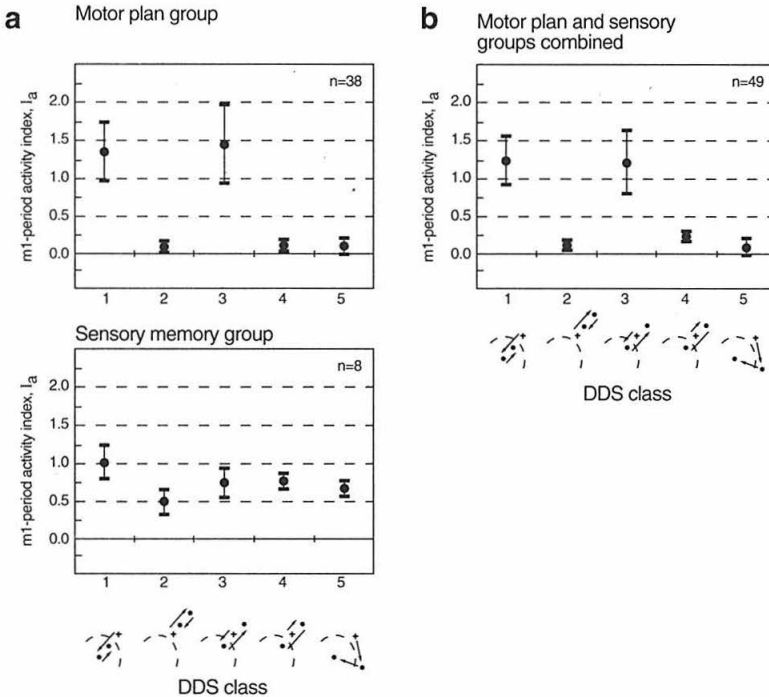 a
Motor plan group
n=38
m1-period activity index, Ia
2.0
1.5
1.0
0.5
0.0
1 2 3 4 5
Sensory memory group
n=8
m1-period activity index, Ia
2.0
1.5
1.0
0.5
0.0
1 2 3 4 5
DDS class
b
Motor plan and sensory
groups combined
n=49
m1-period activity index, Ia
2.0
1.5
1.0
0.5
0.0
1 2 3 4 5
DDS class